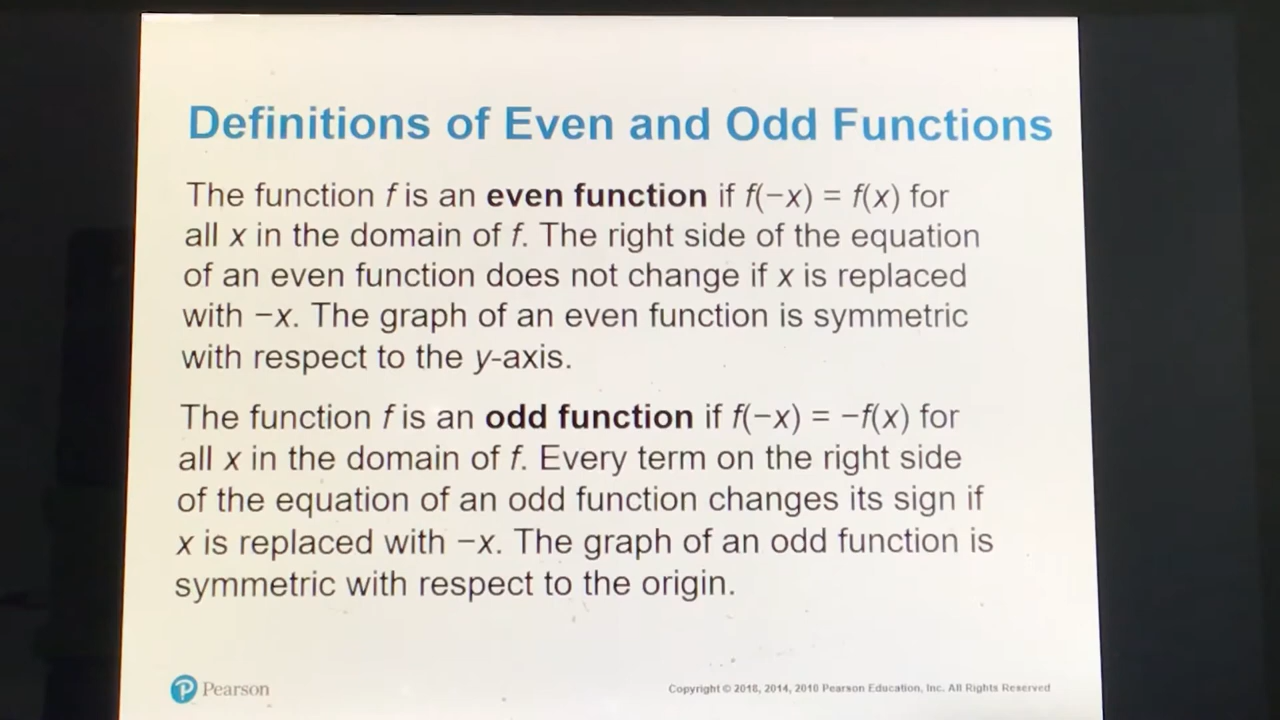 Definitions of Even and Odd Functions
The function f is an even function if f(−x) = f(x) for
all x in the domain of f. The right side of the equation
of an even function does not change if x is replaced
with −x. The graph of an even function is symmetric
with respect to the y-axis.
The function f is an odd function if f(−x) = −f(x) for
all x in the domain of f. Every term on the right side
of the equation of an odd function changes its sign if
x is replaced with −x. The graph of an odd function is
symmetric with respect to the origin.
P Pearson
Copyright © 2018, 2014, 2010 Pearson Education, Inc. All Rights Reserved